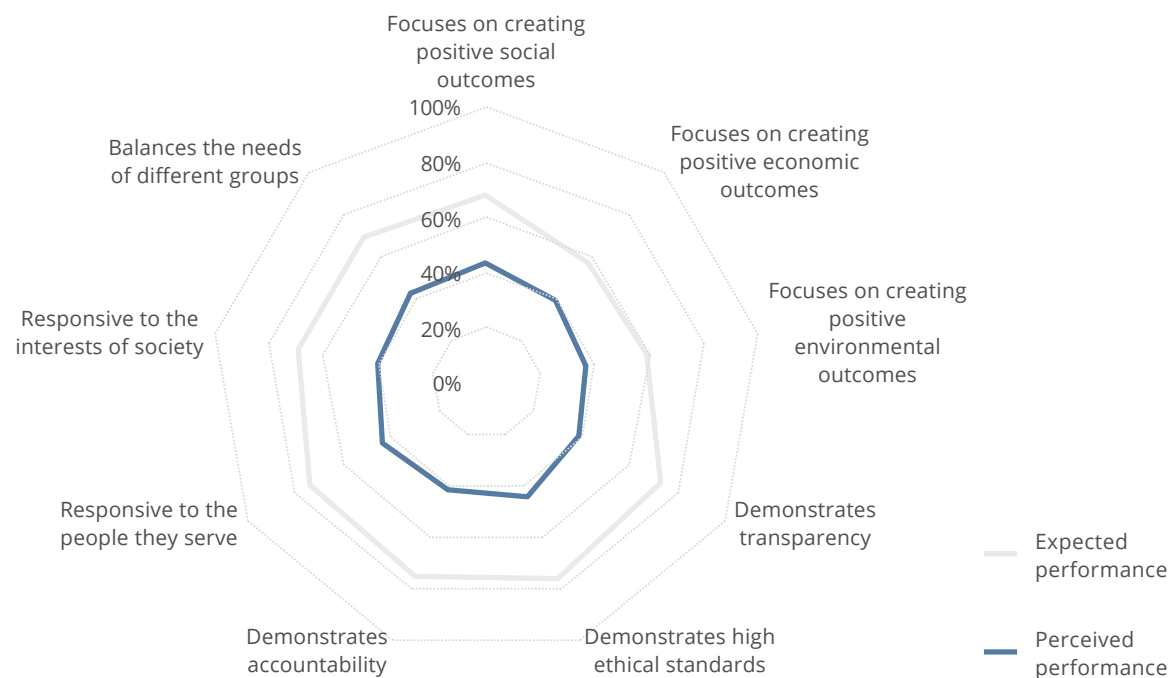 Focuses on creating
positive social
outcomes
100%
80%
60%
40%
20%
0%
Focuses on creating
positive economic
outcomes
Focuses on creating
positive
environmental
outcomes
Demonstrates
transparency
Demonstrates high
ethical standards
Demonstrates
accountability
Responsive to the
people they serve
Responsive to the
interests of society
Balances the needs
of different groups
Expected
performance
Perceived
performance